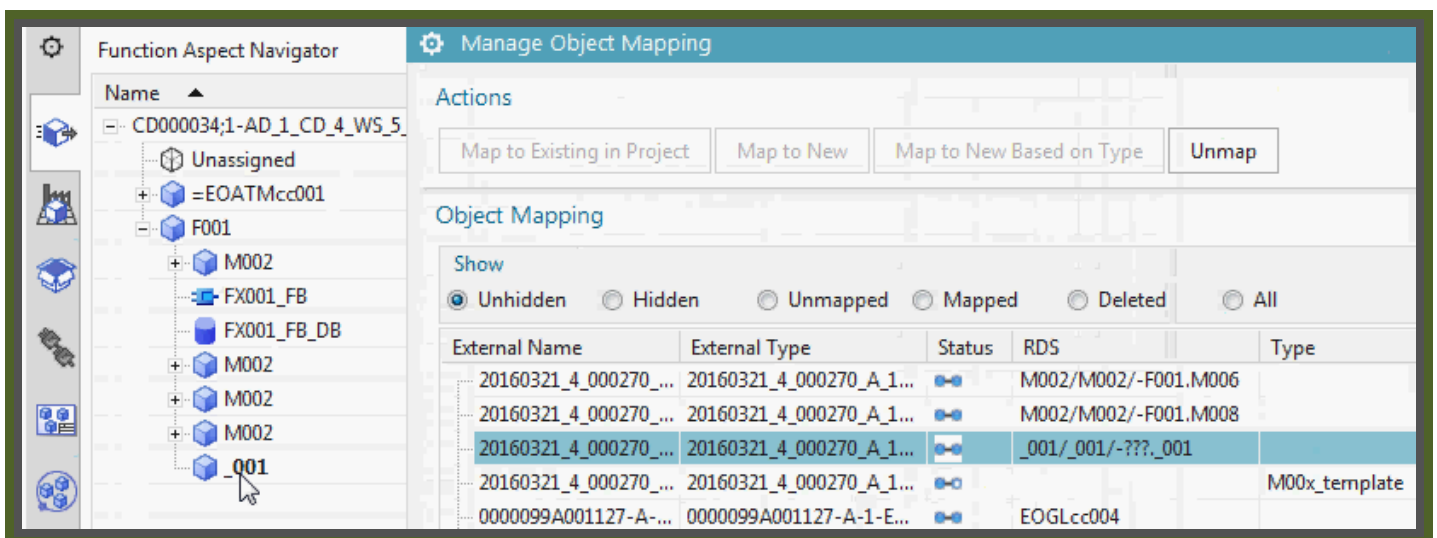 Function Aspect Navigator
Name
CD000034;1-AD_1_CD_4_WS_5_
Unassigned
=EOATMcc001
F001
M002
FX001_FB
FX001_FB_DB
M002
M002
M002
_001
Manage Object Mapping
Actions
Map to Existing in Project Map to New Map to New Based on Type Unmap
Object Mapping
Show
Unhidden Hidden Unmapped Mapped Deleted All
External Name External Type Status RDS Type
20160321_4_000270_... 20160321_4_000270_A_1... M002/M002/-F001.M006
20160321_4_000270_... 20160321_4_000270_A_1... M002/M002/-F001.M008
20160321_4_000270_... 20160321_4_000270_A_1... _001/_001/-???._001
20160321_4_000270_... 20160321_4_000270_A_1... M00x_template
0000099A001127-A-... 0000099A001127-A-1-E... EOGLcc004